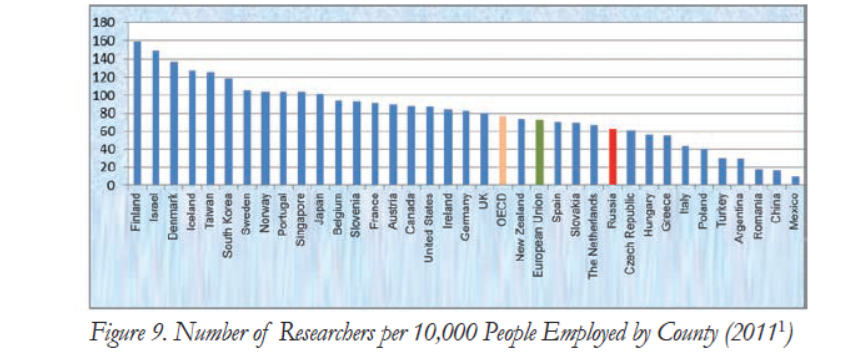 180
160
140
120
100
80
60
40
20
0
Finland
Israel
Denmark
Iceland
Taiwan
South Korea
Sweden
Norway
Portugal
Singapore
Japan
Belgium
Slovenia
France
Austria
Canada
United States
Ireland
Germany
UK
OECD
New Zealand
European Union
Spain
Slovakia
The Netherlands
Russia
Czech Republic
Hungary
Greece
Italy
Poland
Turkey
Argentina
Romania
China
Mexico
Figure 9. Number of Researchers per 10,000 People Employed by County (2011¹)